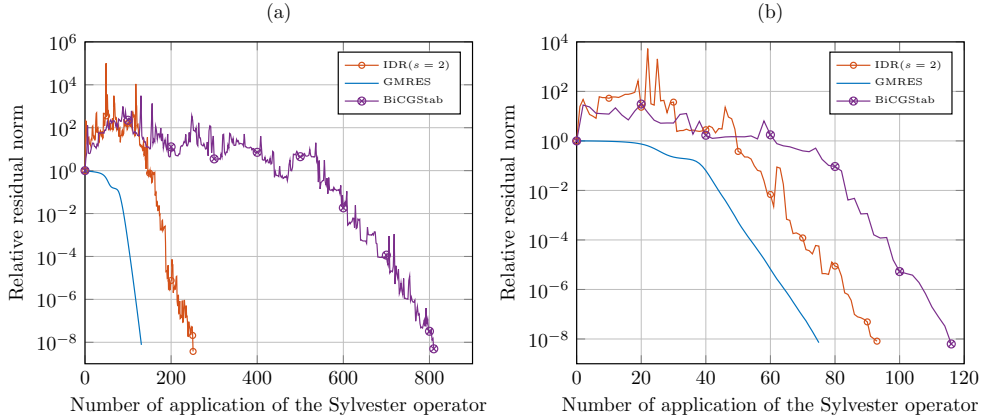 (a)
10^6
10^4
10^2
10^0
10^−2
10^−4
10^−6
10^−8
Relative residual norm
0 200 400 600 800
Number of application of the Sylvester operator
IDR(s = 2)
GMRES
BiCGStab
(b)
10^4
10^2
10^0
10^−2
10^−4
10^−6
10^−8
Relative residual norm
0 20 40 60 80 100 120
Number of application of the Sylvester operator
IDR(s = 2)
GMRES
BiCGStab